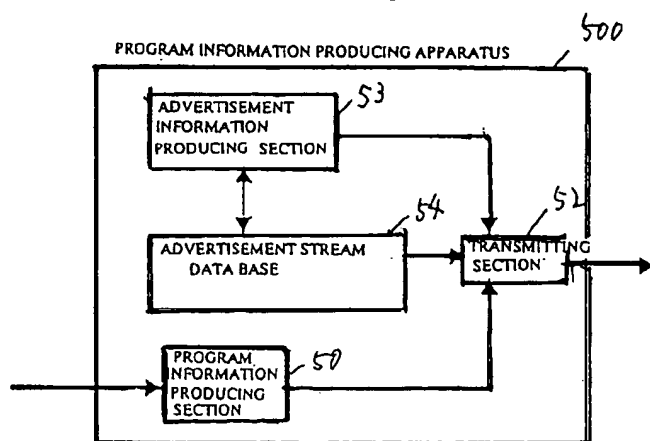 PROGRAM INFORMATION PRODUCING APPARATUS
500
ADVERTISEMENT
INFORMATION
PRODUCING SECTION
53
ADVERTISEMENT STREAM
DATA BASE
54
TRANSMITTING
SECTION
52
PROGRAM
INFORMATION
PRODUCING
SECTION
50